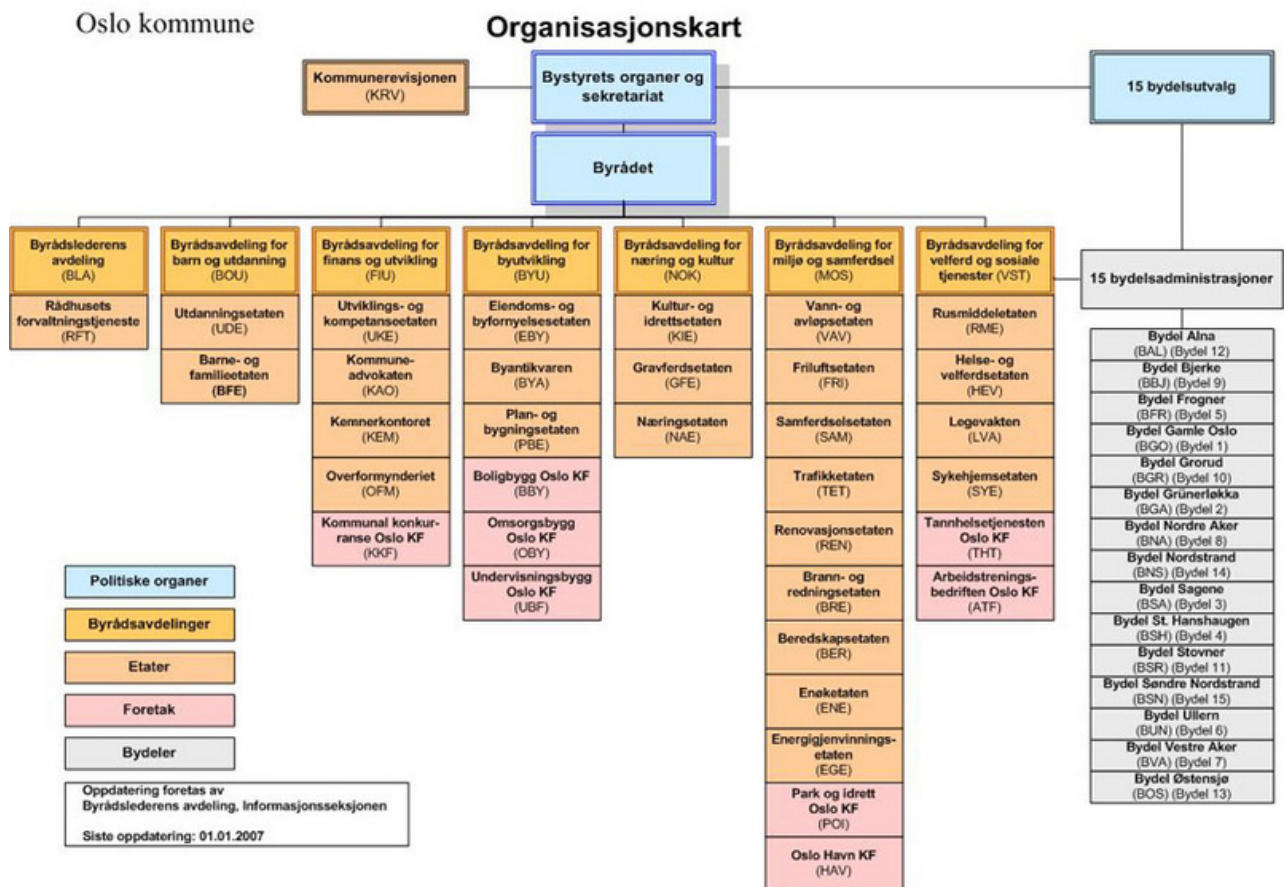 Oslo kommune
Organisasjonskart
Kommunerevisjonen
(KRV)
Bystyrets organer og
sekretariat
15 bydelsutvalg
Byrådet
Byrådslederens
avdeling
(BLA)
Rådhusets
forvaltningstjeneste
(RFT)
Byrådsavdeling for
barn og utdanning
(BOU)
Utdanningsetaten
(UDE)
Barne- og
familieetaten
(BFE)
Byrådsavdeling for
finans og utvikling
(FIU)
Utviklings- og
kompetanseetaten
(UKE)
Kommune-
advokaten
(KAO)
Kemnerkontoret
(KEM)
Overformynderiet
(OFM)
Kommunal konkur-
ranse Oslo KF
(KKF)
Byrådsavdeling for
byutvikling
(BYU)
Eiendoms- og
byfornyelsesetaten
(EBY)
Byantikvaren
(BYA)
Plan- og
bygningsetaten
(PBE)
Boligbygg Oslo KF
(BBY)
Omsorgsbygg
Oslo KF
(OBY)
Undervisningsbygg
Oslo KF
(UBF)
Byrådsavdeling for
næring og kultur
(NOK)
Kultur- og
idrettsetaten
(KIE)
Gravferdsetaten
(GFE)
Næringsetaten
(NAE)
Byrådsavdeling for
miljø og samferdsel
(MOS)
Vann- og
avløpsetaten
(VAV)
Friluftsetaten
(FRI)
Samferdselsetaten
(SAM)
Trafikketaten
(TET)
Renovasjonsetaten
(REN)
Brann- og
redningsetaten
(BRE)
Beredskapsetaten
(BER)
Enøketaten
(ENE)
Energigjenvinnings-
etaten
(EGE)
Park og idrett
Oslo KF
(POI)
Oslo Havn KF
(HAV)
Byrådsavdeling for
velferd og sosiale
tjenester (VST)
Rusmiddeletaten
(RME)
Helse- og
velferdsetaten
(HEV)
Legevakten
(LVA)
Sykehjemsetaten
(SYE)
Tannhelsetjenesten
Oslo KF
(THT)
Arbeidstrenings-
bedriften Oslo KF
(ATF)
15 bydelsadministrasjoner
Bydel Alna
(BAL) (Bydel 12)
Bydel Bjerke
(BBJ) (Bydel 9)
Bydel Frogner
(BFR) (Bydel 5)
Bydel Gamle Oslo
(BGO) (Bydel 1)
Bydel Grorud
(BGR) (Bydel 10)
Bydel Grünerløkka
(BGA) (Bydel 2)
Bydel Nordre Aker
(BNA) (Bydel 8)
Bydel Nordstrand
(BNS) (Bydel 14)
Bydel Sagene
(BSA) (Bydel 3)
Bydel St. Hanshaugen
(BSH) (Bydel 4)
Bydel Stovner
(BSR) (Bydel 11)
Bydel Søndre Nordstrand
(BSN) (Bydel 15)
Bydel Ullern
(BUN) (Bydel 6)
Bydel Vestre Aker
(BVA) (Bydel 7)
Bydel Østensjø
(BOS) (Bydel 13)
Politiske organer
Byrådsavdelinger
Etater
Foretak
Bydeler
Oppdatering foretas av
Byrådslederens avdeling, Informasjonsseksjonen
Siste oppdatering: 01.01.2007